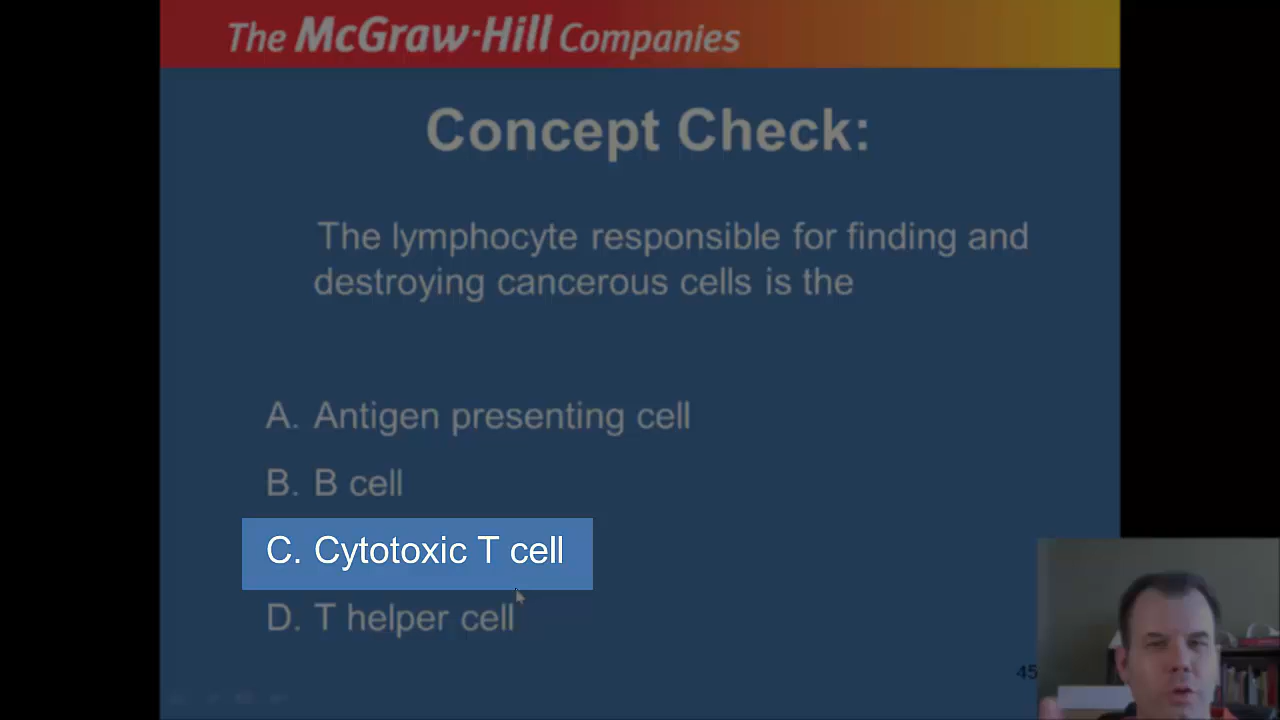 The McGraw-Hill Companies
Concept Check:
The lymphocyte responsible for finding and
destroying cancerous cells is the
A. Antigen presenting cell
B. B cell
C. Cytotoxic T cell
D. T helper cell
45